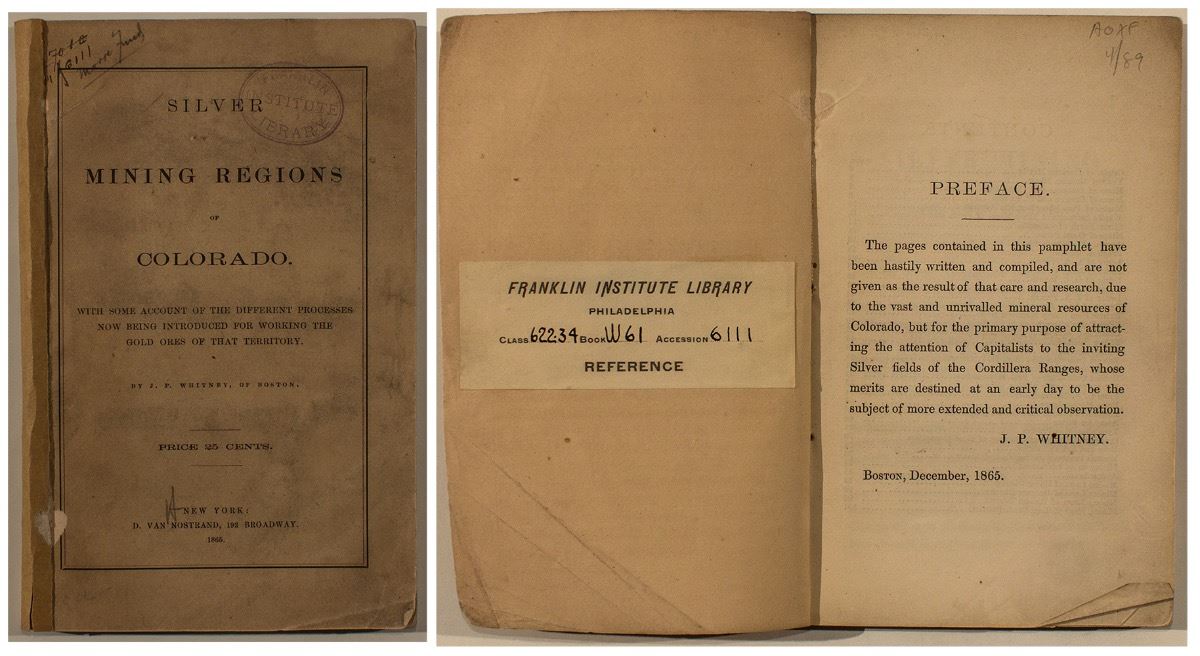 6111
Moore Fund
FRANKLIN
INSTITUTE
LIBRARY
SILVER
MINING REGIONS
OF
COLORADO.
WITH SOME ACCOUNT OF THE DIFFERENT PROCESSES
NOW BEING INTRODUCED FOR WORKING THE
GOLD ORES OF THAT TERRITORY.
BY J. P. WHITNEY, OF BOSTON.
PRICE 25 CENTS.
NEW YORK:
D. VAN NOSTRAND, 192 BROADWAY.
1865.
FRANKLIN INSTITUTE LIBRARY
PHILADELPHIA
CLASS 622.34 BOOK W61 ACCESSION 6111
REFERENCE
4/89
PREFACE.
The pages contained in this pamphlet have
been hastily written and compiled, and are not
given as the result of that care and research, due
to the vast and unrivalled mineral resources of
Colorado, but for the primary purpose of attract-
ing the attention of Capitalists to the inviting
Silver fields of the Cordillera Ranges, whose
merits are destined at an early day to be the
subject of more extended and critical observation.
J. P. WHITNEY.
BOSTON, December, 1865.